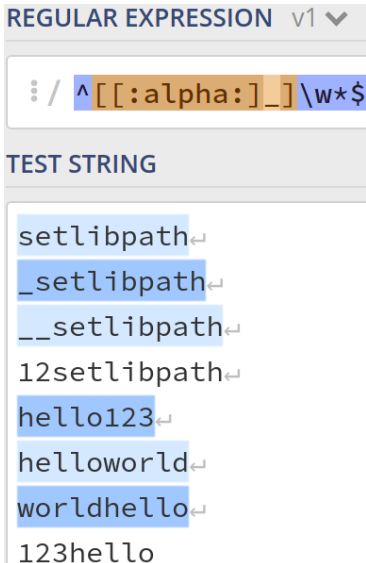 REGULAR EXPRESSION v1
/ ^[[:alpha:]_]\w*$
TEST STRING
setlibpath
_setlibpath
__setlibpath
12setlibpath
hello123
helloworld
worldhello
123hello